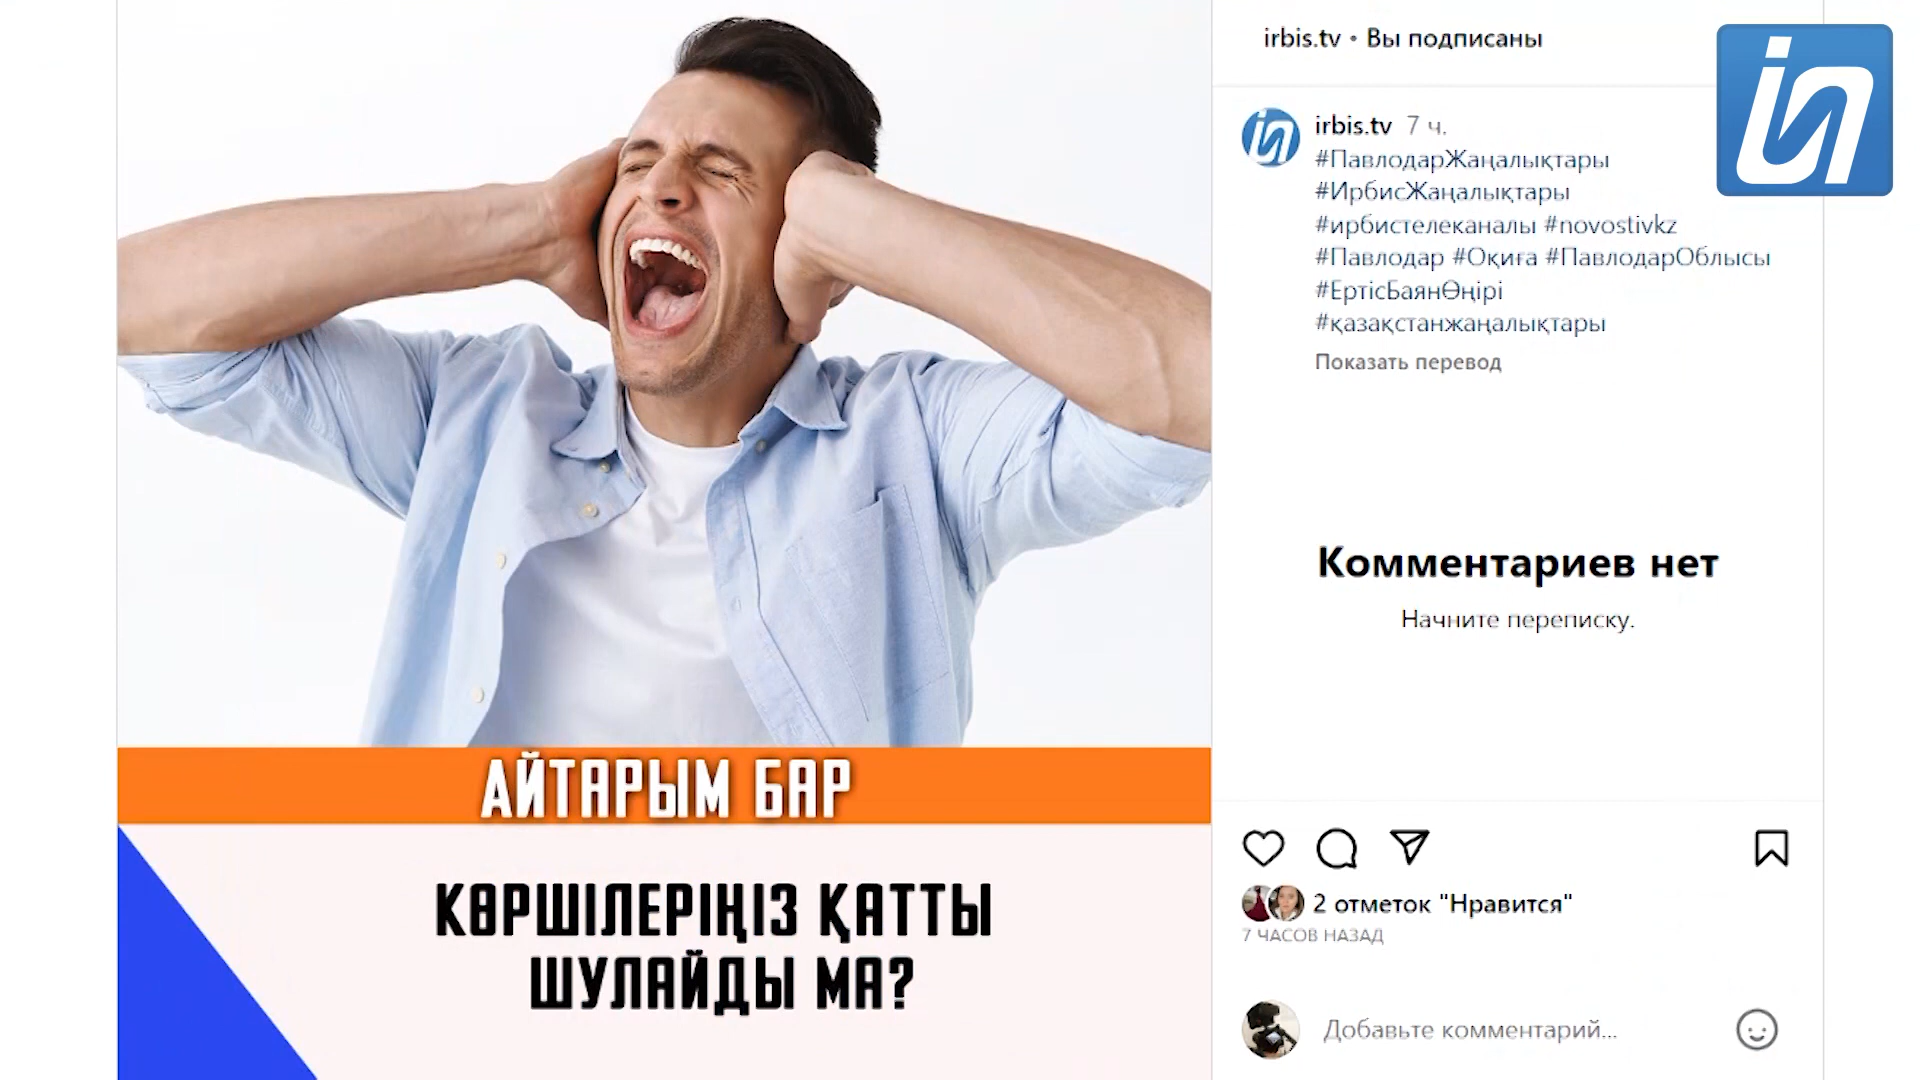 АЙТАРЫМ БАР
КӨРШІЛЕРІҢІЗ ҚАТТЫ
ШУЛАЙДЫ МА?
irbis.tv • Вы подписаны
irbis.tv 7 ч.
#ПавлодарЖаңалықтары
#ИрбисЖаңалықтары
#ирбистелеканалы #novostivkz
#Павлодар #Оқиға #ПавлодарОблысы
#ЕртісБаянӨңірі
#қазақстанжаңалықтары
Показать перевод
Комментариев нет
Начните переписку.
2 отметок "Нравится"
7 ЧАСОВ НАЗАД
Добавьте комментарий...